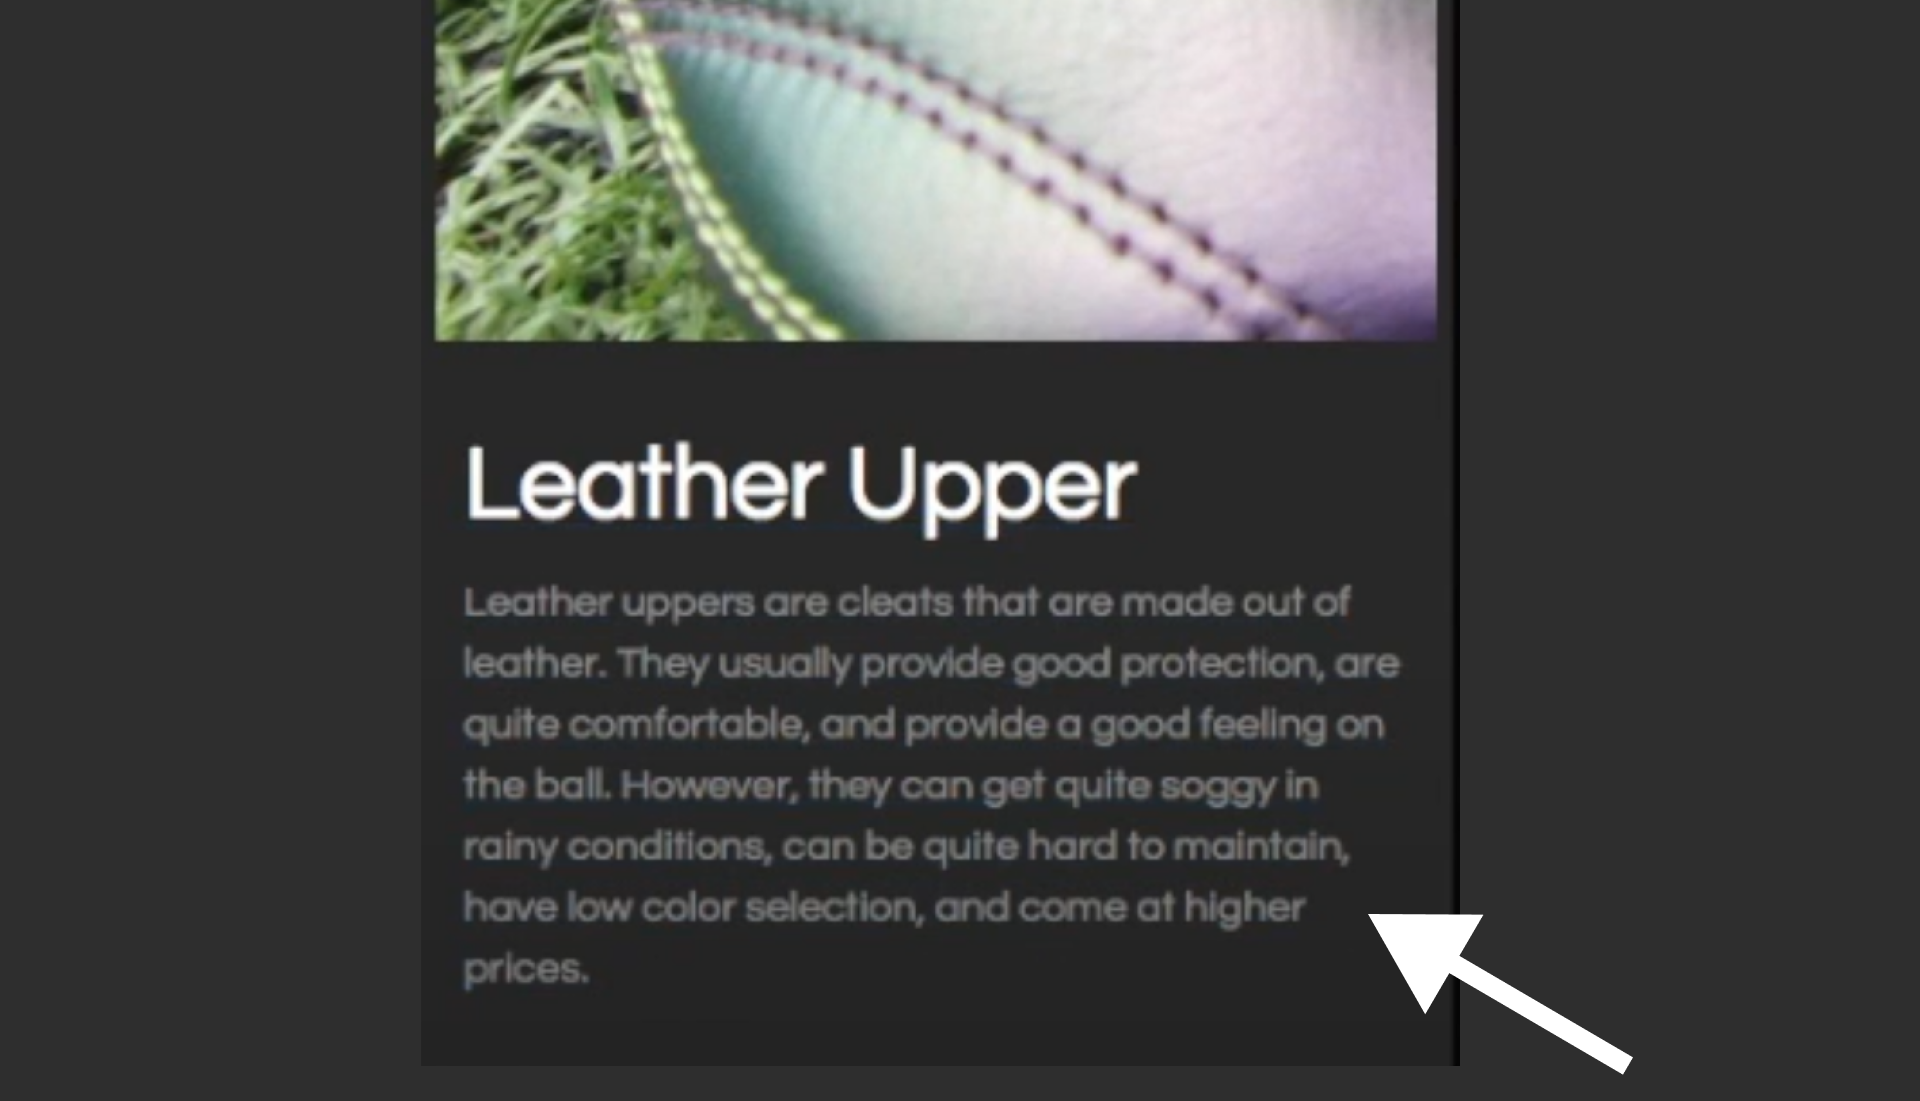 Leather Upper
Leather uppers are cleats that are made out of
leather. They usually provide good protection, are
quite comfortable, and provide a good feeling on
the ball. However, they can get quite soggy in
rainy conditions, can be quite hard to maintain,
have low color selection, and come at higher
prices.